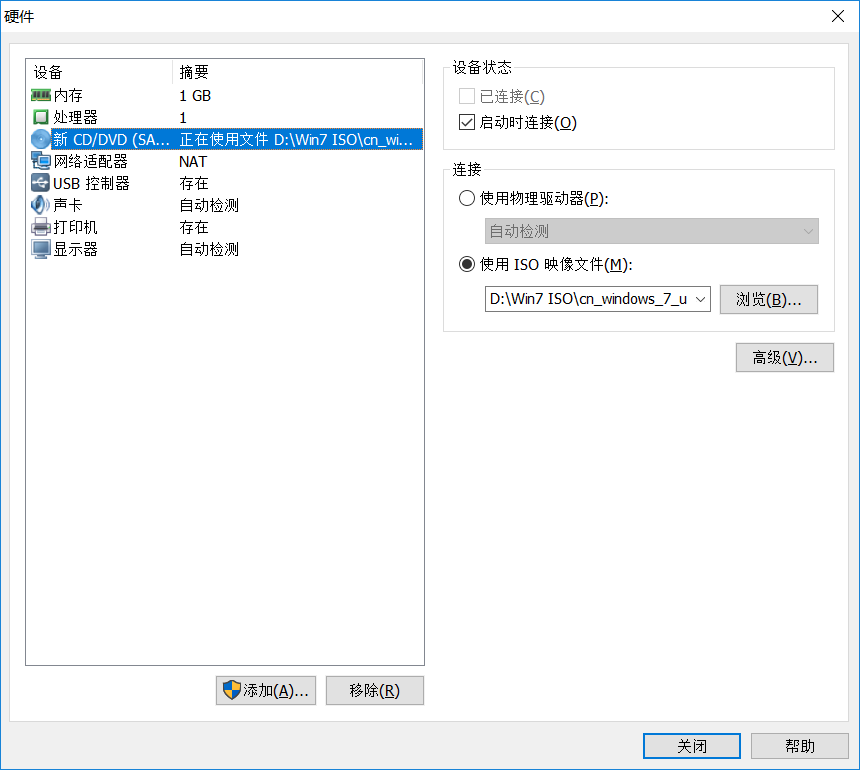 硬件
设备 摘要
内存 1 GB
处理器 1
新 CD/DVD (SA... 正在使用文件 D:\Win7 ISO\cn_wi...
网络适配器 NAT
USB 控制器 存在
声卡 自动检测
打印机 存在
显示器 自动检测
添加(A)... 移除(R)
设备状态
已连接(C)
启动时连接(O)
连接
使用物理驱动器(P):
自动检测
使用 ISO 映像文件(M):
D:\Win7 ISO\cn_windows_7_u 浏览(B)...
高级(V)...
关闭 帮助